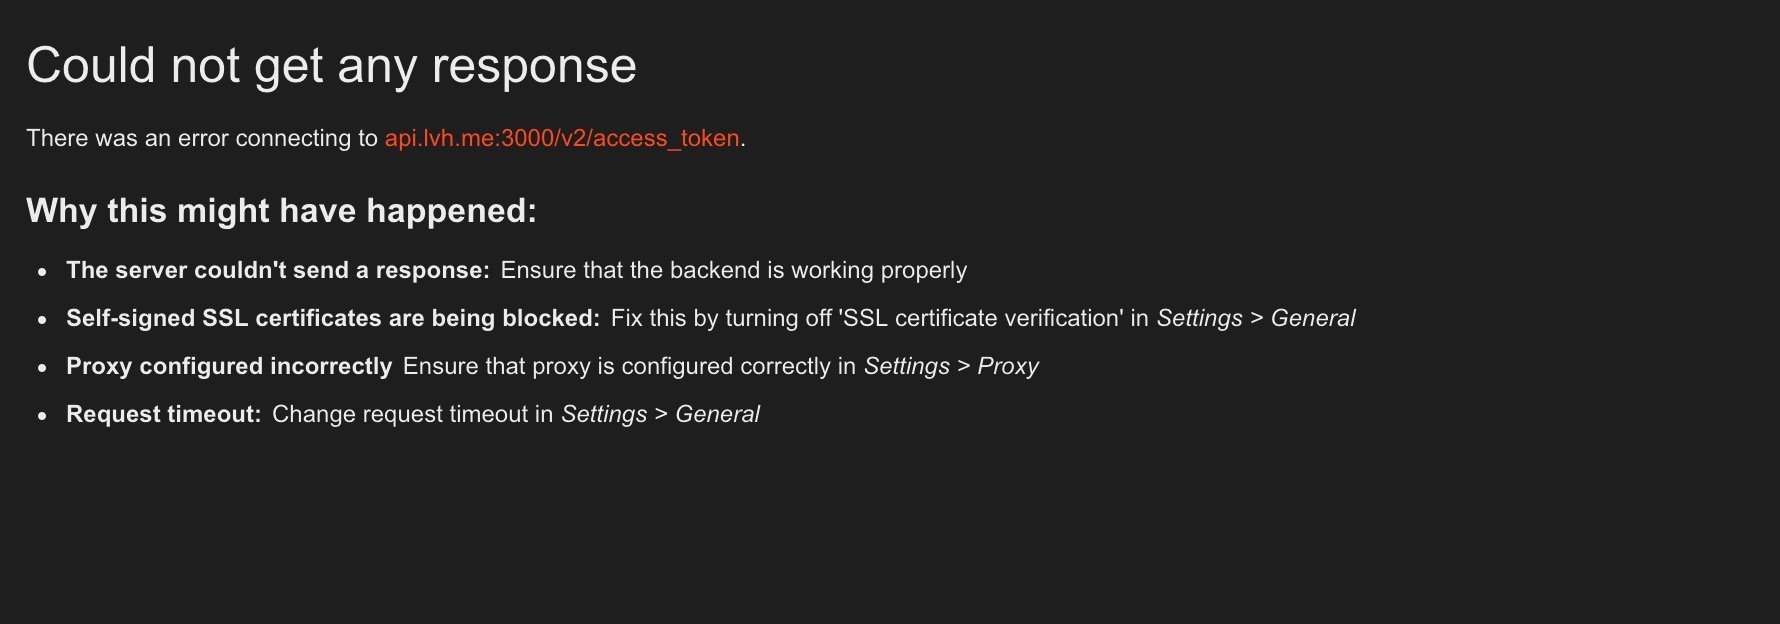 Could not get any response
There was an error connecting to api.lvh.me:3000/v2/access_token.
Why this might have happened:
• The server couldn't send a response: Ensure that the backend is working properly
• Self-signed SSL certificates are being blocked: Fix this by turning off 'SSL certificate verification' in Settings > General
• Proxy configured incorrectly Ensure that proxy is configured correctly in Settings > Proxy
• Request timeout: Change request timeout in Settings > General